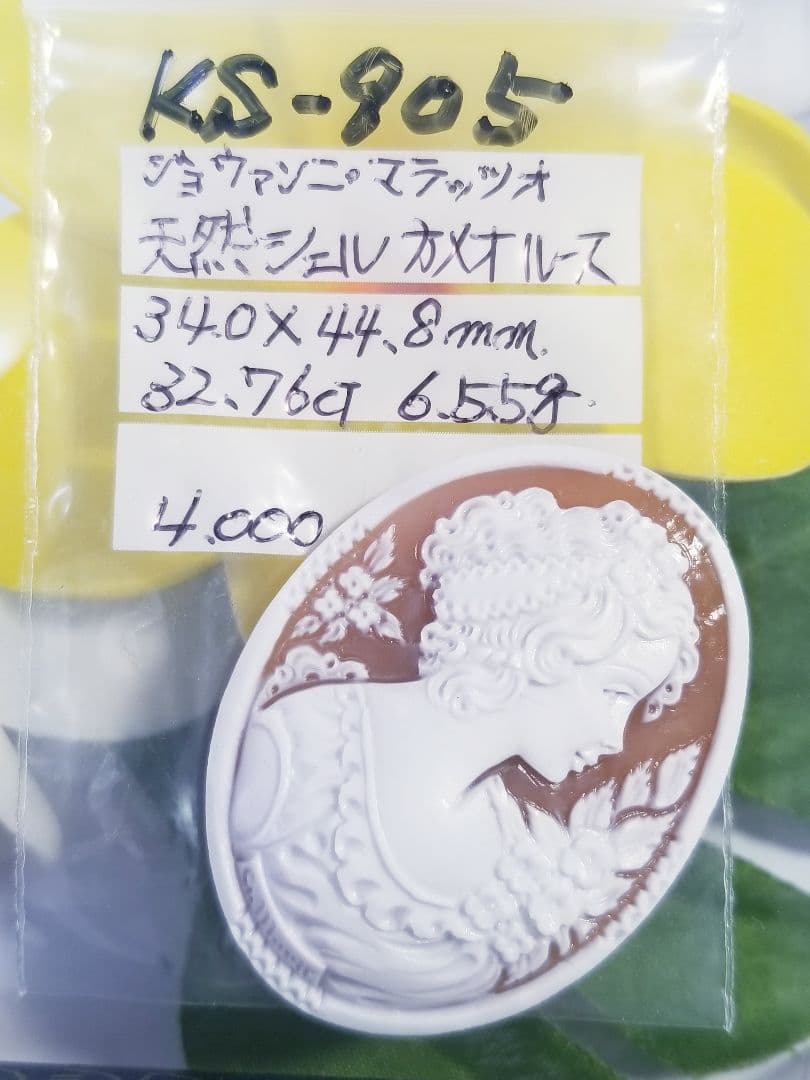 KS-905
ジョヴァンニ・マラッツオ
天然シェルカメオルース
34.0×44.8mm.
32.76ct 6.55g.
4.000